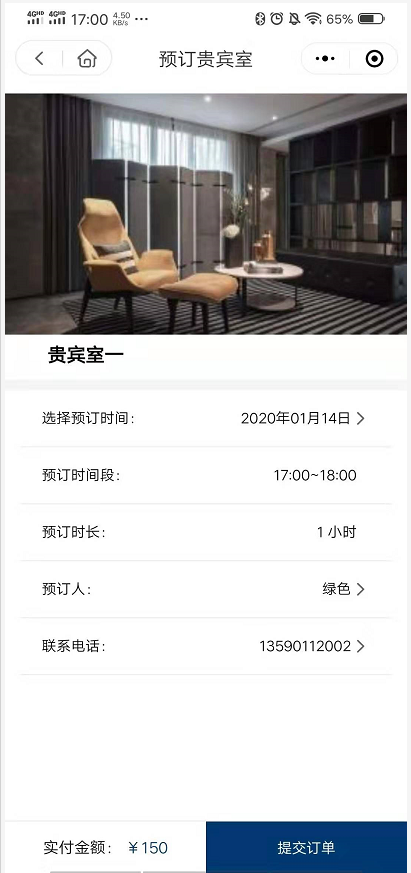 4G HD 4G HD 17:00 4.50 KB/s ··· 65%
预订贵宾室
贵宾室一
选择预订时间: 2020年01月14日
预订时间段: 17:00~18:00
预订时长: 1 小时
预订人: 绿色
联系电话: 13590112002
实付金额: ¥150 提交订单